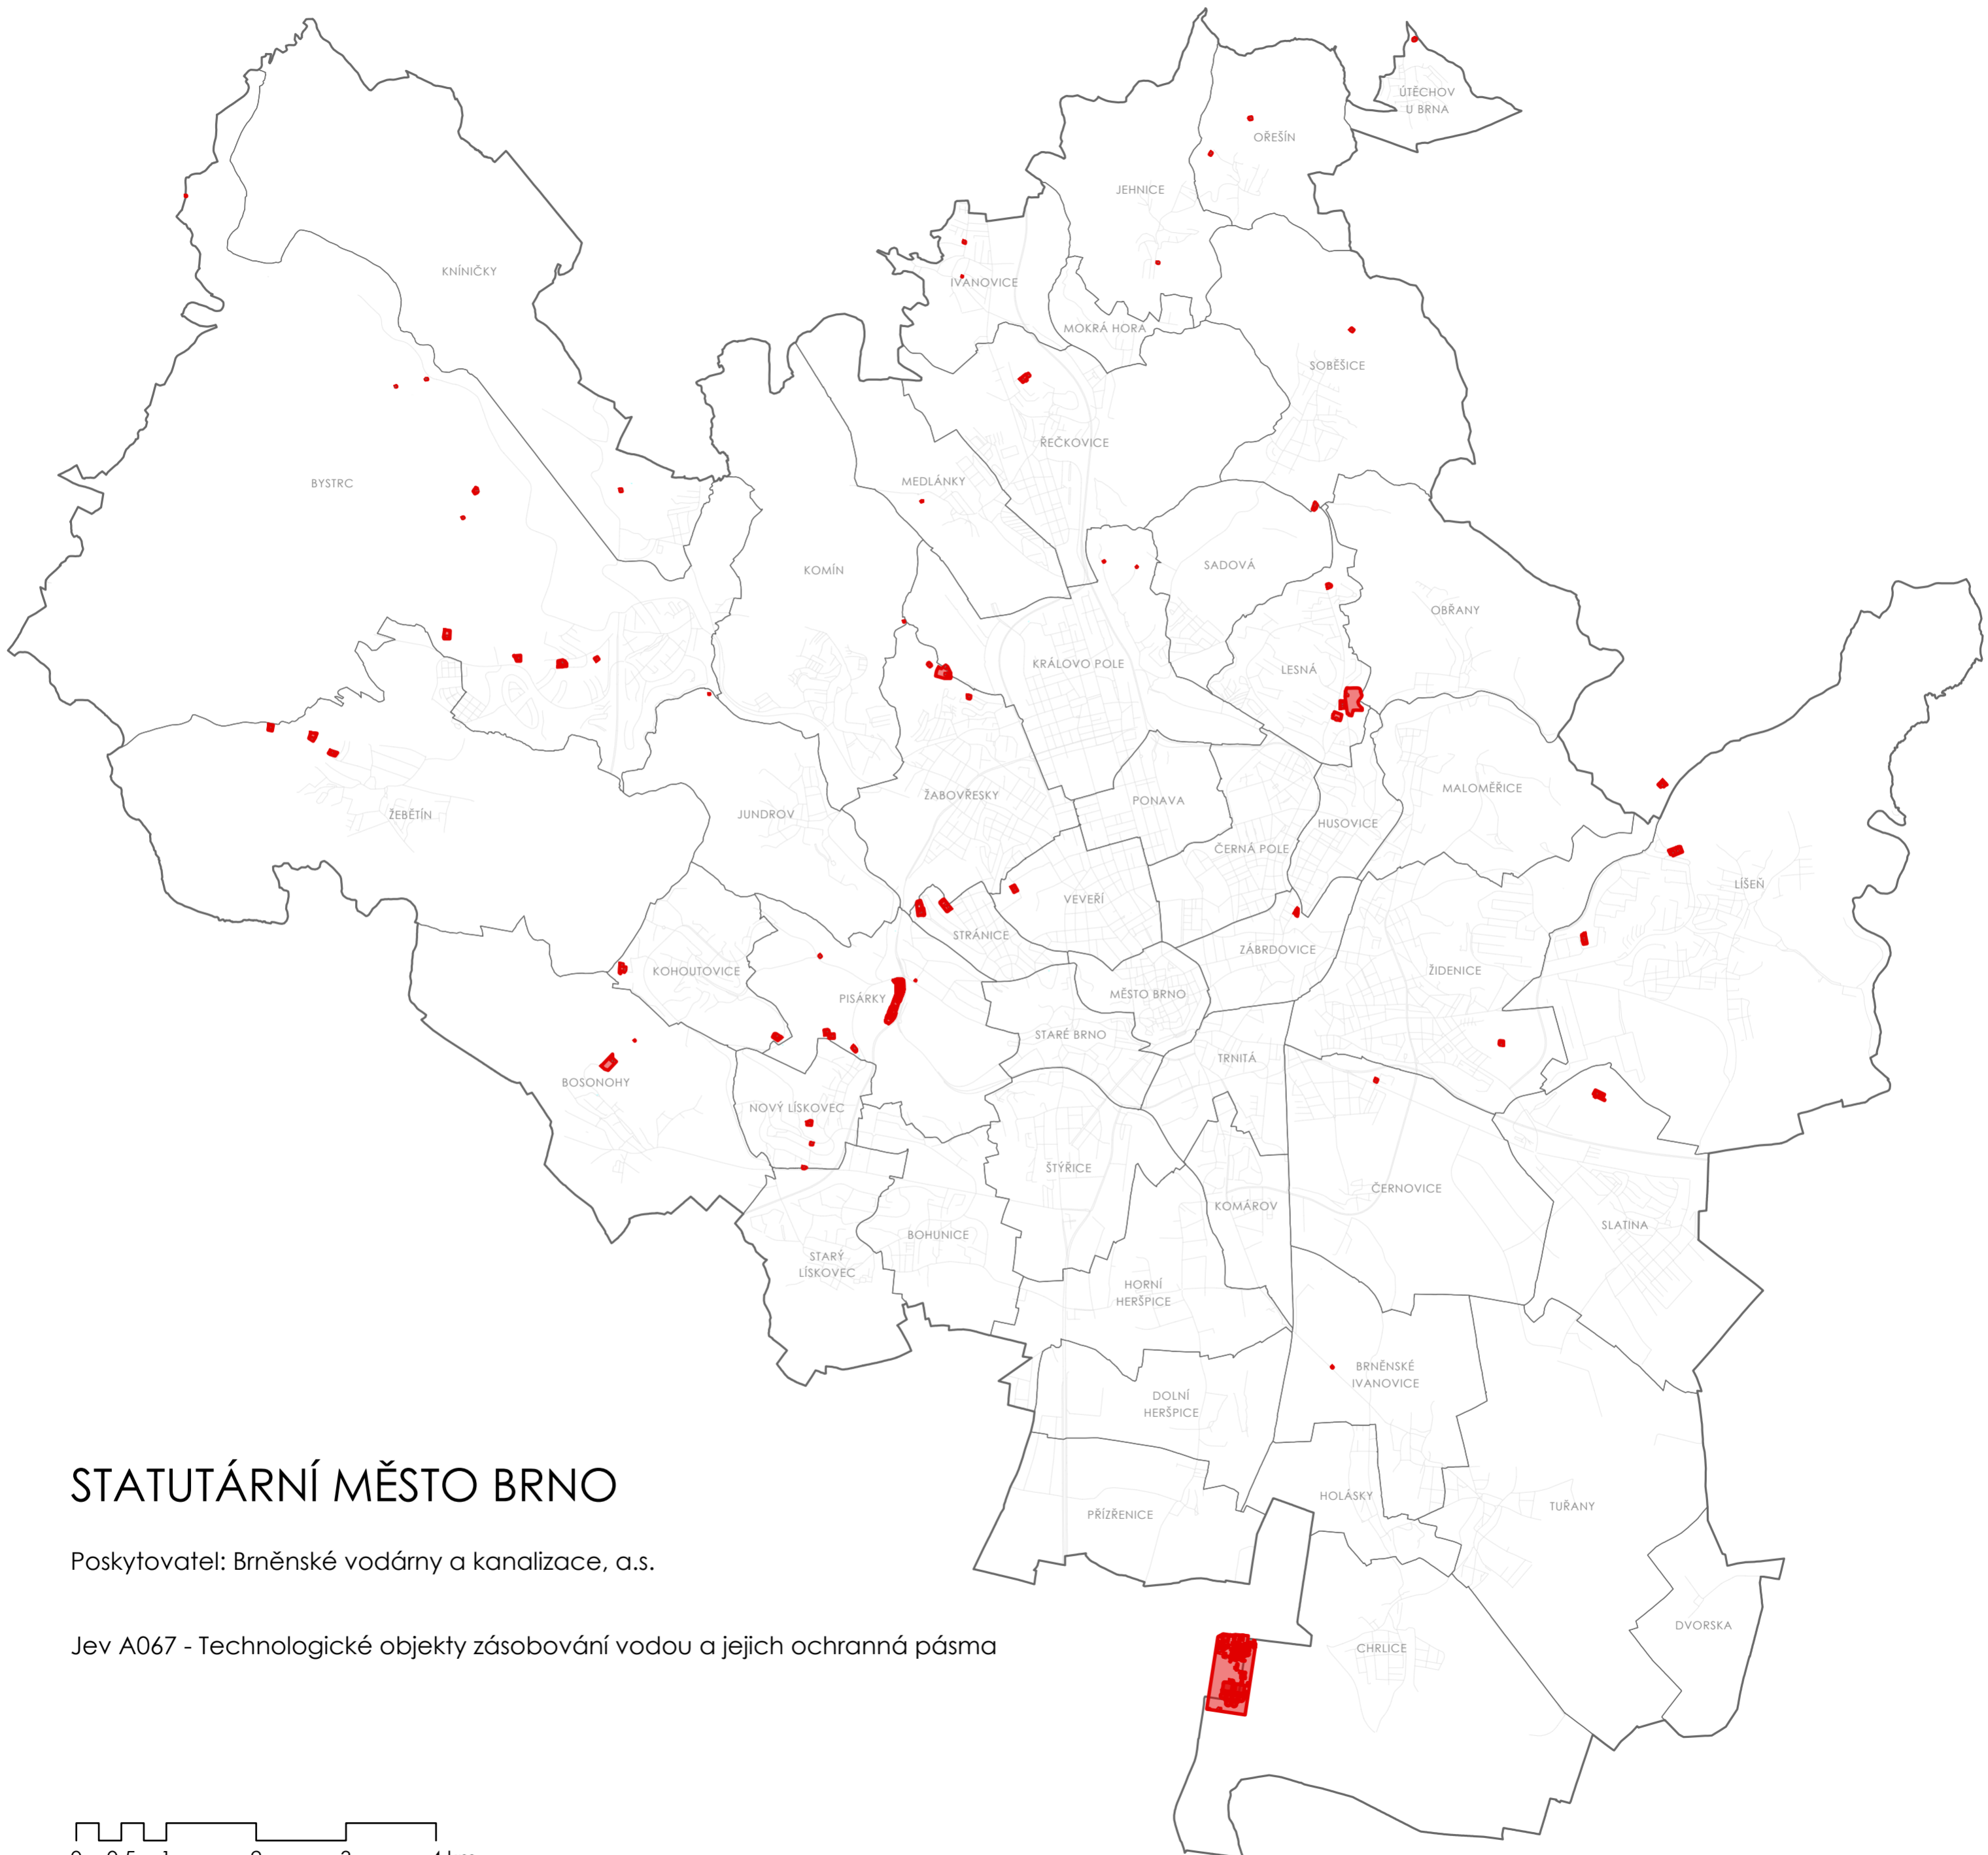 ÚTĚCHOV
U BRNA
OŘEŠÍN
JEHNICE
KNÍNIČKY
IVANOVICE
MOKRÁ HORA
SOBĚŠICE
ŘEČKOVICE
MEDLÁNKY
BYSTRC
SADOVÁ
KOMÍN
OBŘANY
KRÁLOVO POLE
LESNÁ
MALOMĚŘICE
ŽABOVŘESKY
PONAVA
ŽEBĚTÍN
JUNDROV
HUSOVICE
ČERNÁ POLE
LÍŠEŇ
VEVEŘÍ
STRÁNICE
ZÁBRDOVICE
KOHOUTOVICE
ŽIDENICE
PISÁRKY
MĚSTO BRNO
STARÉ BRNO
TRNITÁ
BOSONOHY
NOVÝ LÍSKOVEC
ŠTÝŘICE
ČERNOVICE
KOMÁROV
SLATINA
BOHUNICE
STARÝ
LÍSKOVEC
HORNÍ
HERŠPICE
BRNĚNSKÉ
IVANOVICE
DOLNÍ
HERŠPICE
STATUTÁRNÍ MĚSTO BRNO
HOLÁSKY
TUŘANY
PŘÍZŘENICE
Poskytovatel: Brněnské vodárny a kanalizace, a.s.
DVORSKA
Jev A067 - Technologické objekty zásobování vodou a jejich ochranná pásma
CHRLICE